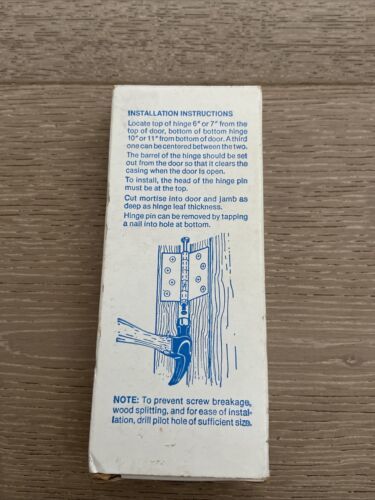 INSTALLATION INSTRUCTIONS
Locate top of hinge 6" or 7" from the
top of door, bottom of bottom hinge
10" or 11" from bottom of door. A third
one can be centered between the two.
The barrel of the hinge should be set
out from the door so that it clears the
casing when the door is open.
To install, the head of the hinge pin
must be at the top.
Cut mortise into door and jamb as
deep as hinge leaf thickness.
Hinge pin can be removed by tapping
a nail into hole at bottom.
NOTE: To prevent screw breakage,
wood splitting, and for ease of instal-
lation, drill pilot hole of sufficient size.